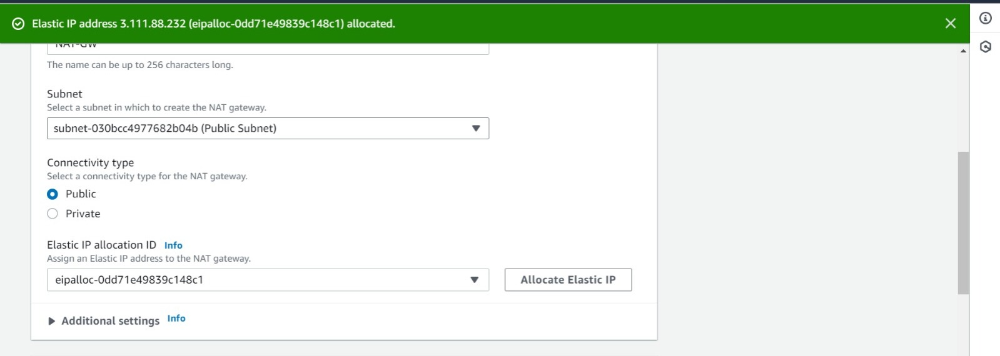 Elastic IP address 3.111.88.232 (eipalloc-0dd71e49839c148c1) allocated.
NAT-GW
The name can be up to 256 characters long.
Subnet
Select a subnet in which to create the NAT gateway.
subnet-030bcc4977682b04b (Public Subnet)
Connectivity type
Select a connectivity type for the NAT gateway.
Public
Private
Elastic IP allocation ID Info
Assign an Elastic IP address to the NAT gateway.
eipalloc-0dd71e49839c148c1
Allocate Elastic IP
Additional settings Info